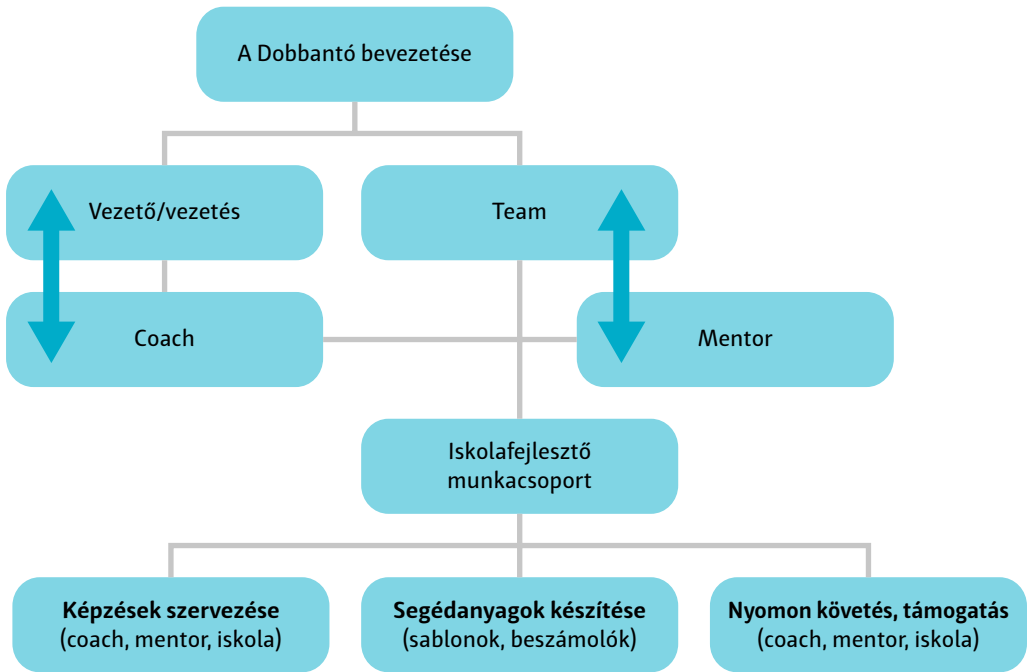 A Dobbantó bevezetése
Vezető/vezetés
Team
Coach
Mentor
Iskolafejlesztő
munkacsoport
Képzések szervezése
(coach, mentor, iskola)
Segédanyagok készítése
(sablonok, beszámolók)
Nyomon követés, támogatás
(coach, mentor, iskola)